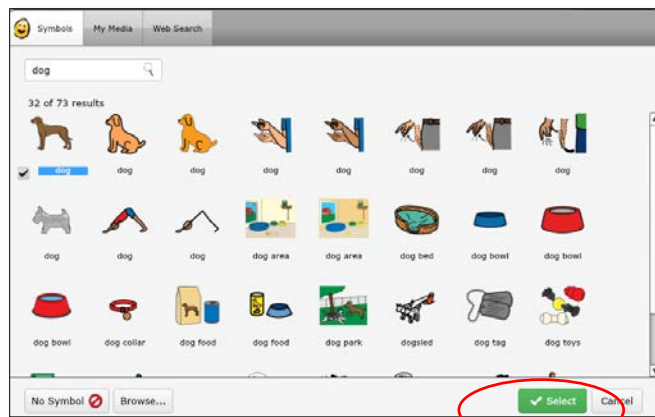 Symbols My Media Web Search
dog
32 of 73 results
dog dog dog dog dog dog dog dog
dog dog dog dog area dog area dog bed dog bowl dog bowl
dog bowl dog collar dog food dog food dog park dogsled dog tag dog toys
No Symbol Browse... Select Cancel